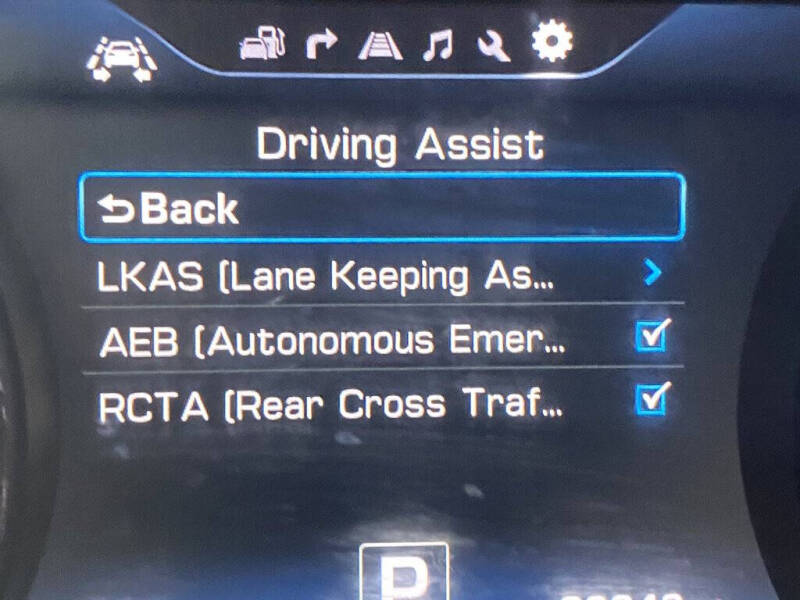 Driving Assist
Back
LKAS (Lane Keeping As...
AEB (Autonomous Emer...
RCTA (Rear Cross Traf...
P